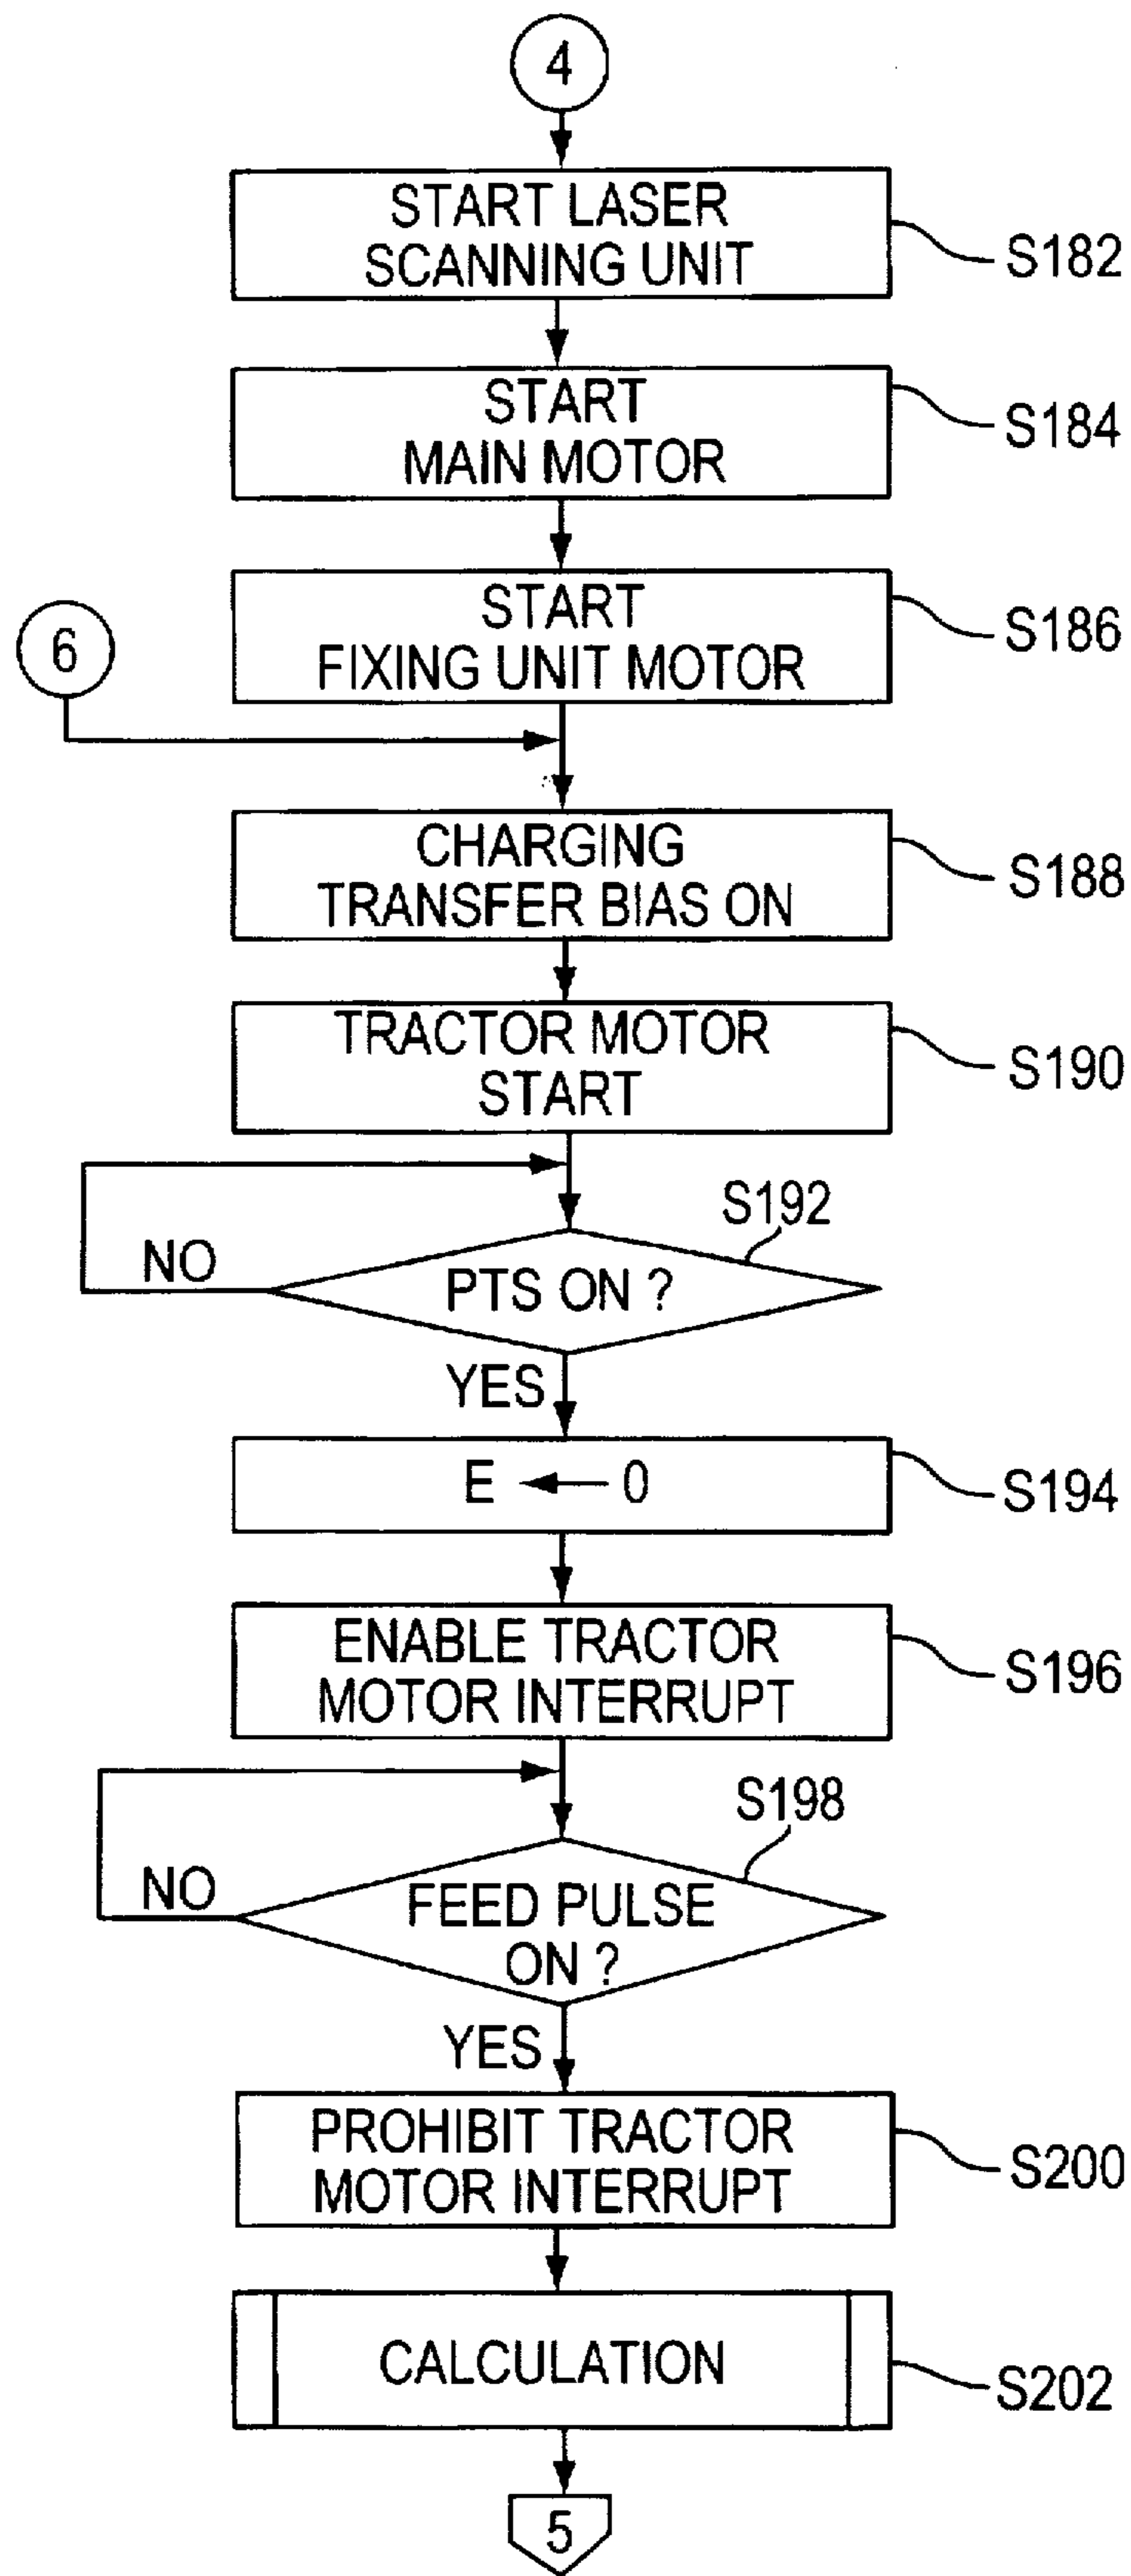 4
START LASER
SCANNING UNIT
S182
START
MAIN MOTOR
S184
START
FIXING UNIT MOTOR
S186
6
CHARGING
TRANSFER BIAS ON
S188
TRACTOR MOTOR
START
S190
S192
NO
PTS ON ?
YES
E ← 0
S194
ENABLE TRACTOR
MOTOR INTERRUPT
S196
S198
NO
FEED PULSE
ON ?
YES
PROHIBIT TRACTOR
MOTOR INTERRUPT
S200
CALCULATION
S202
5